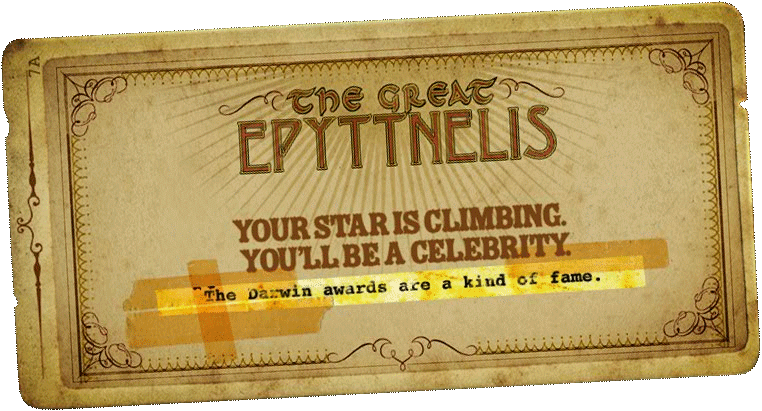 7A
THE GREAT
EPYTTNELIS
YOUR STAR IS CLIMBING.
YOU'LL BE A CELEBRITY.
"The Darwin awards are a kind of fame.